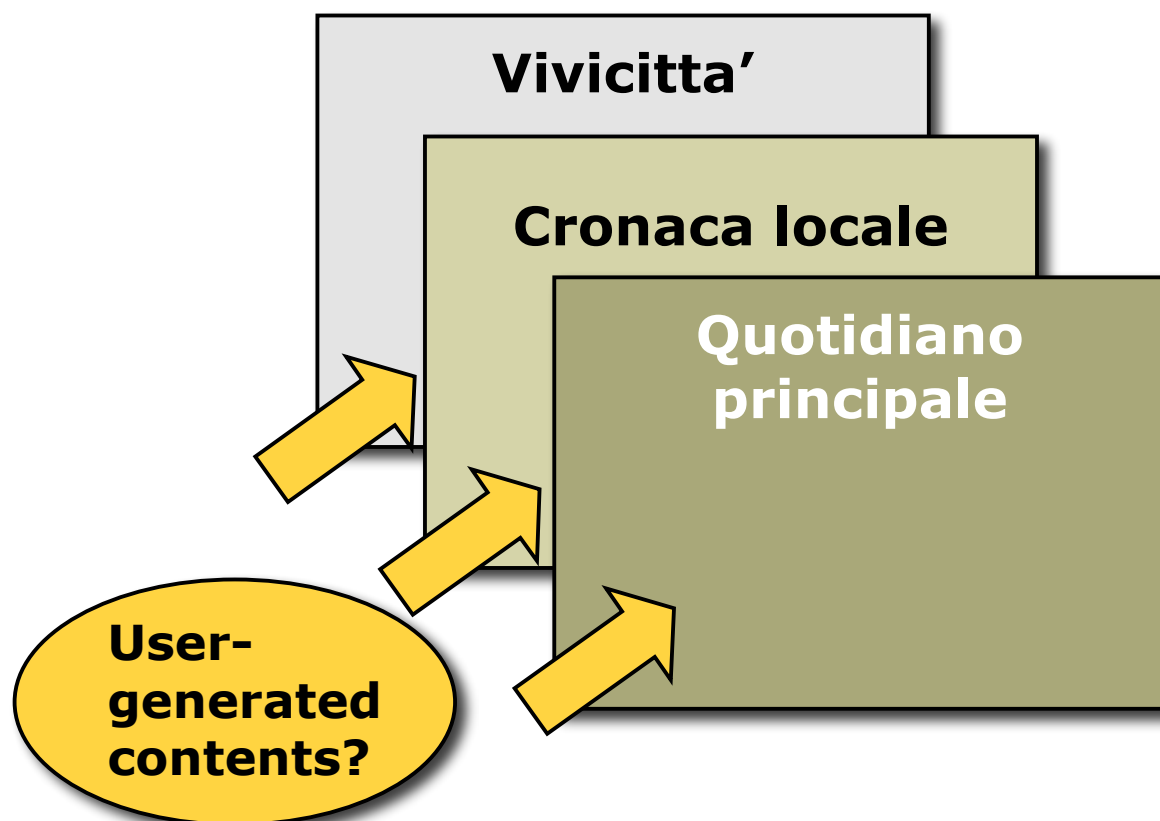 Vivicitta’
Cronaca locale
Quotidiano
principale
User-
generated
contents?